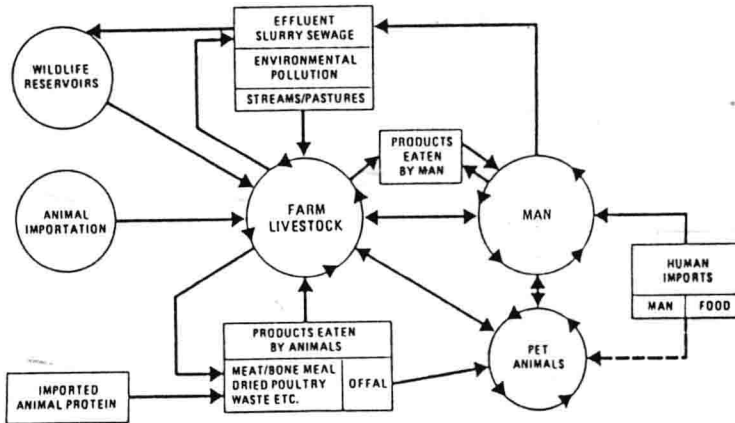 EFFLUENT
SLURRY SEWAGE
ENVIRONMENTAL
POLLUTION
STREAMS/PASTURES
WILDLIFE
RESERVOIRS
PRODUCTS
EATEN
BY MAN
ANIMAL
IMPORTATION
FARM
LIVESTOCK
MAN
HUMAN
IMPORTS
MAN
FOOD
PRODUCTS EATEN
BY ANIMALS
MEAT/BONE MEAL
DRIED POULTRY
WASTE ETC.
OFFAL
PET
ANIMALS
IMPORTED
ANIMAL PROTEIN